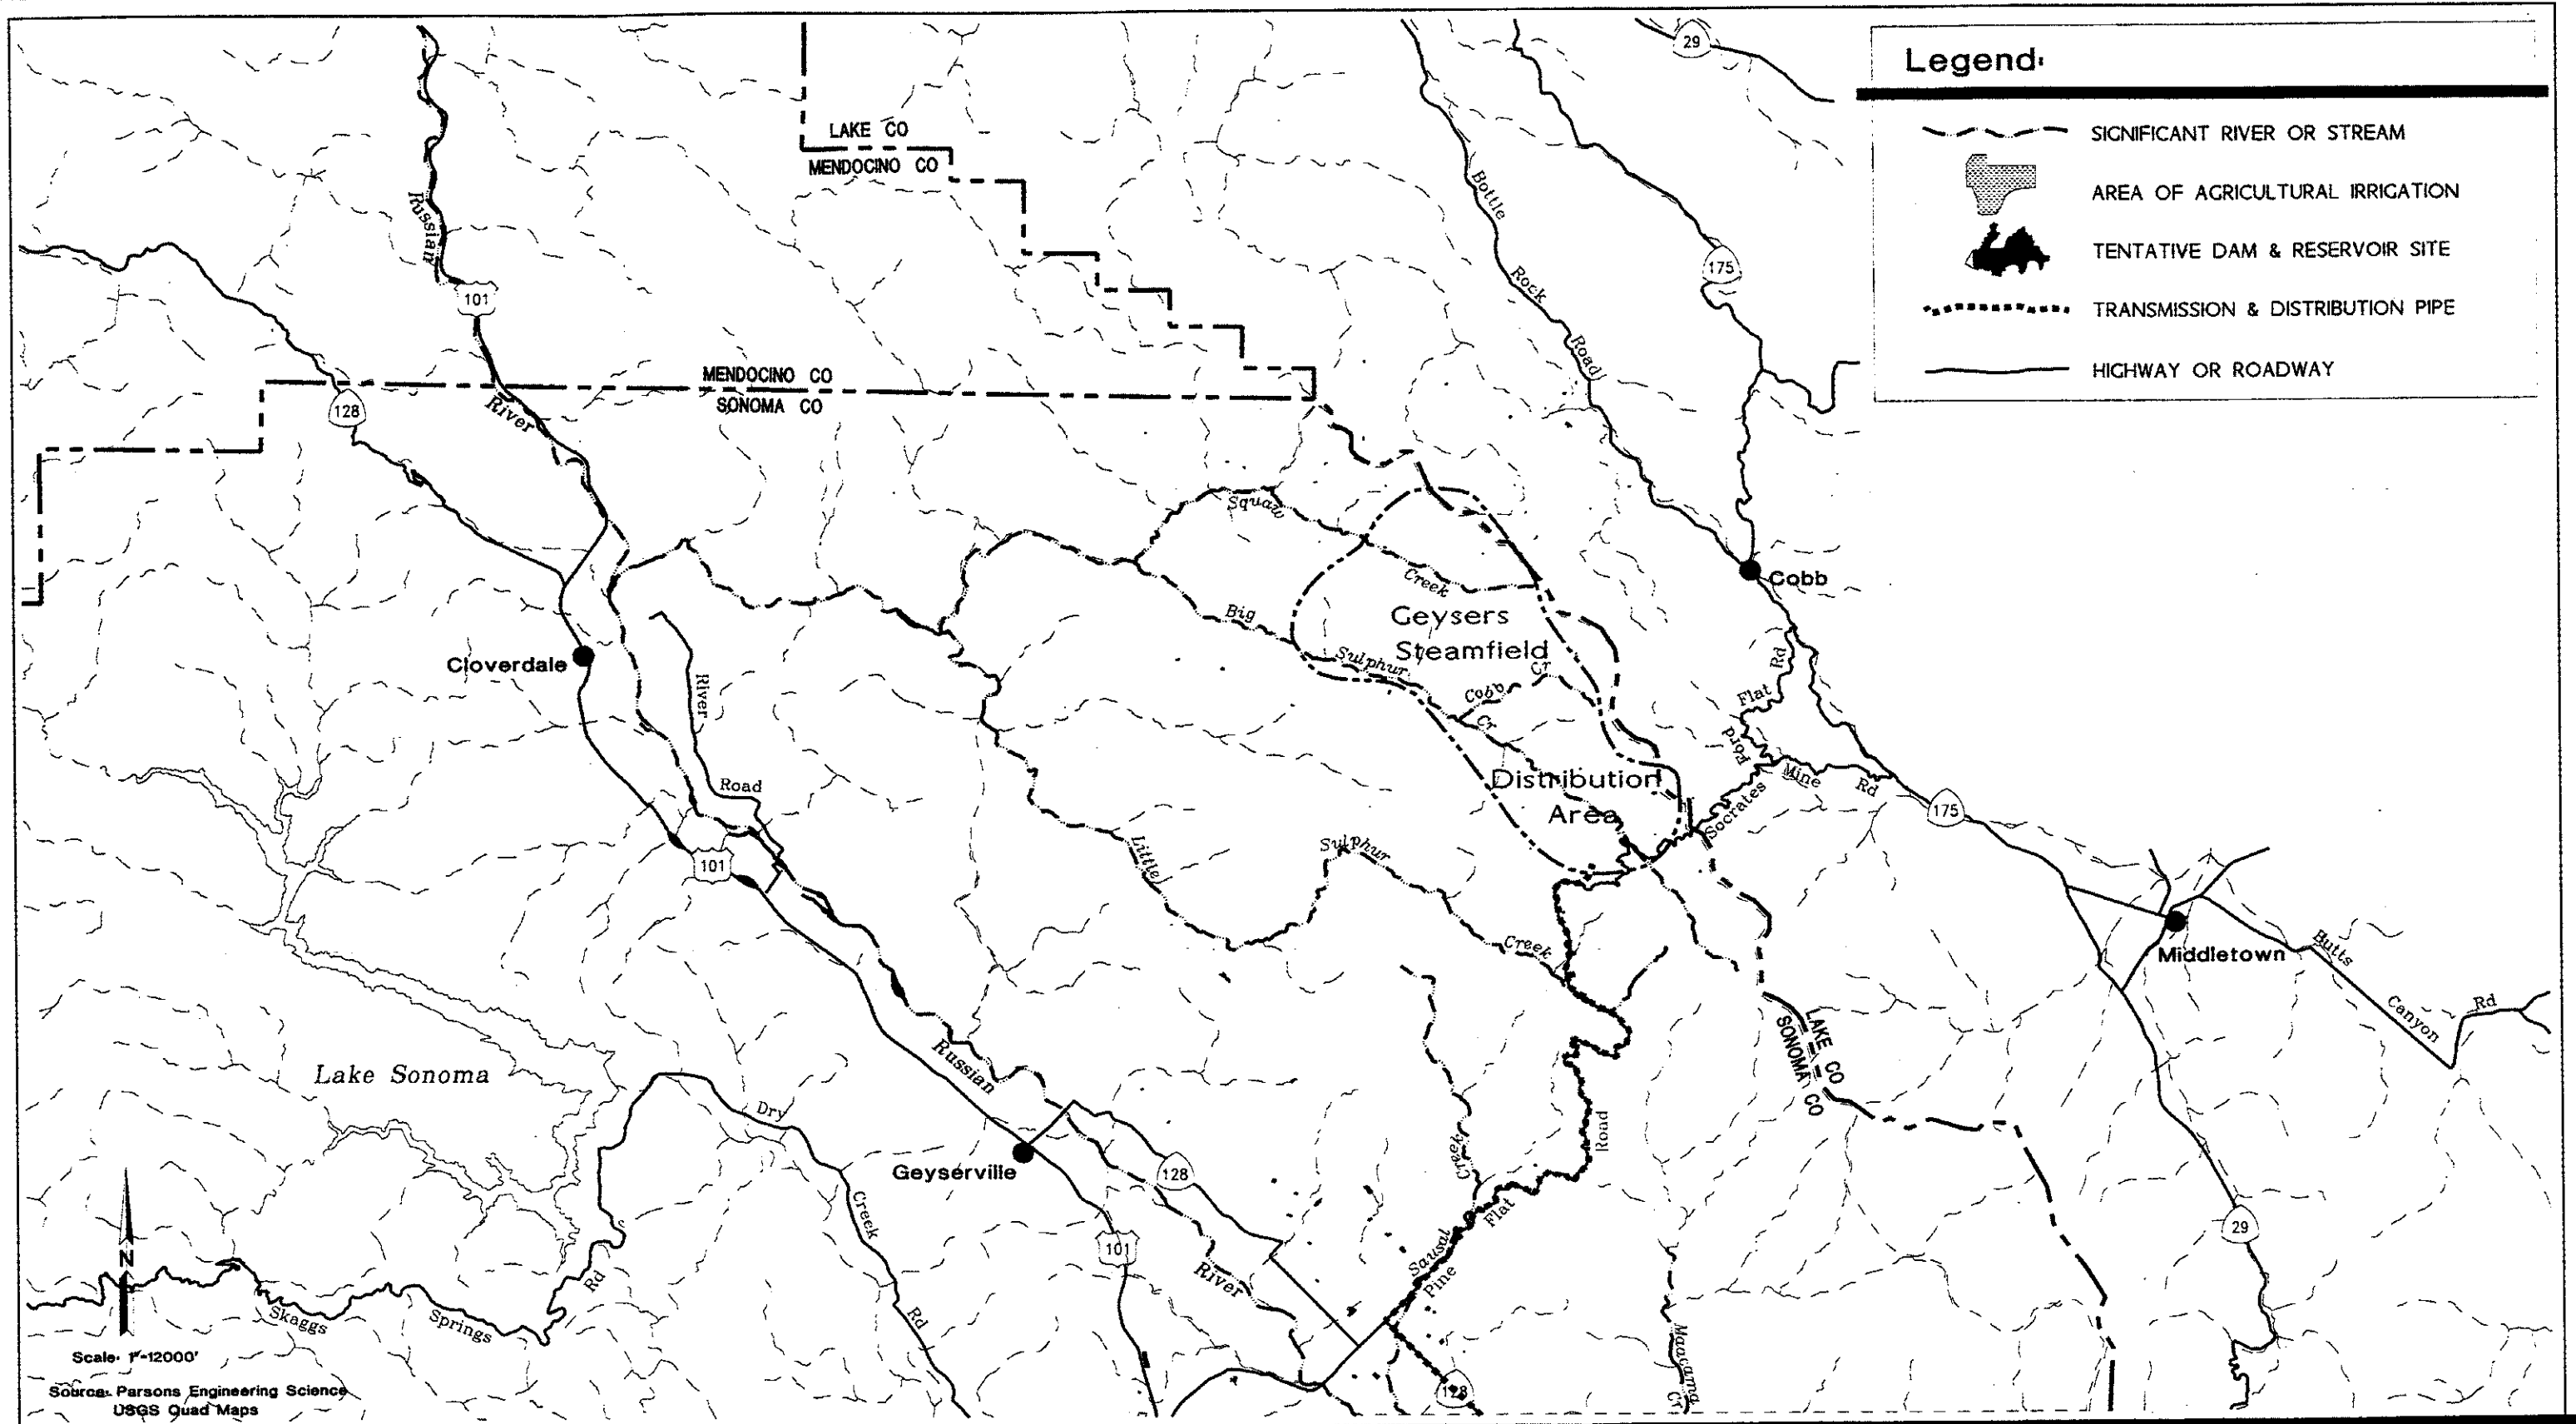 29
Legend:
SIGNIFICANT RIVER OR STREAM
AREA OF AGRICULTURAL IRRIGATION
TENTATIVE DAM & RESERVOIR SITE
TRANSMISSION & DISTRIBUTION PIPE
HIGHWAY OR ROADWAY
LAKE CO
MENDOCINO CO
Russian
Bottle
Rock
Road
175
101
MENDOCINO CO
SONOMA CO
128
River
Squaw
Creek
Cobb
Big
Geysers
Steamfield
Sulphur
Cobb Cr
Cr
Cloverdale
River
Road
Flat Rd
Ford
Mine Rd
Socrates
Distribution
Area
175
101
Little
Sulphur
Creek
Middletown
Butts
Canyon
Rd
LAKE CO
SONOMA CO
Lake Sonoma
Russian
Dry
Creek
Rd
Geyserville
128
101
River
Creek
Road
Flat
Sausal
Pine
29
N
Skaggs
Springs
Rd
Maacama
Cr
128
Scale: 1"-12000'
Source: Parsons Engineering Science
USGS Quad Maps